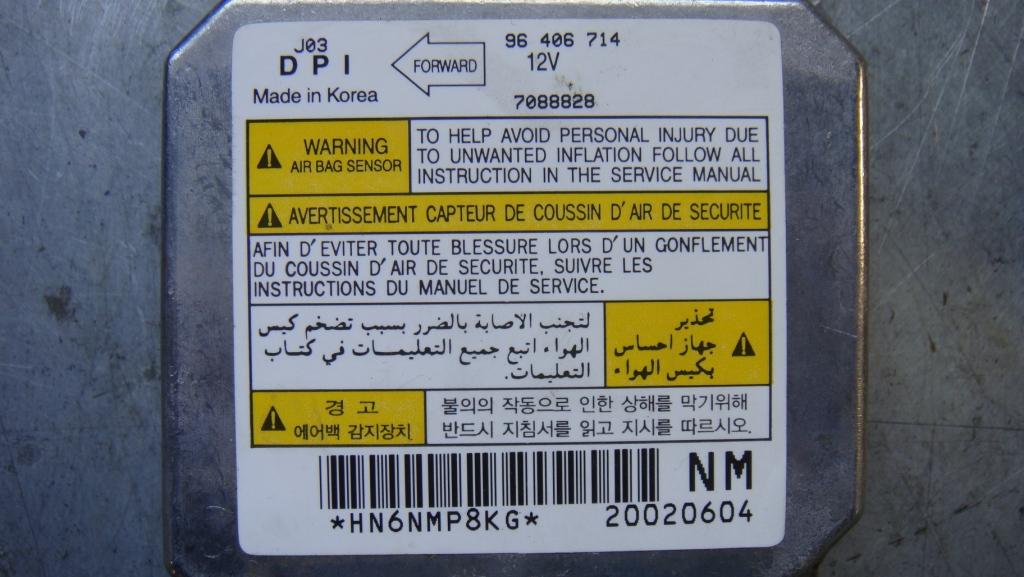 J03
DPI
Made in Korea
FORWARD
96 406 714
12V
7088828
WARNING
AIR BAG SENSOR
TO HELP AVOID PERSONAL INJURY DUE
TO UNWANTED INFLATION FOLLOW ALL
INSTRUCTION IN THE SERVICE MANUAL
AVERTISSEMENT CAPTEUR DE COUSSIN D'AIR DE SECURITE
AFIN D'EVITER TOUTE BLESSURE LORS D'UN GONFLEMENT
DU COUSSIN D'AIR DE SECURITE, SUIVRE LES
INSTRUCTIONS DU MANUEL DE SERVICE.
تحذير
جهاز احساس
بكيس الهواء
لتجنب الاصابة بالضرر بسبب تضخم كيس
الهواء اتبع جميع التعليمـــات في كتــاب
التعليمات.
경 고
에어백 감지장치
불의의 작동으로 인한 상해를 막기위해
반드시 지침서를 읽고 지시를 따르시오.
*HN6NMP8KG*
NM
20020604